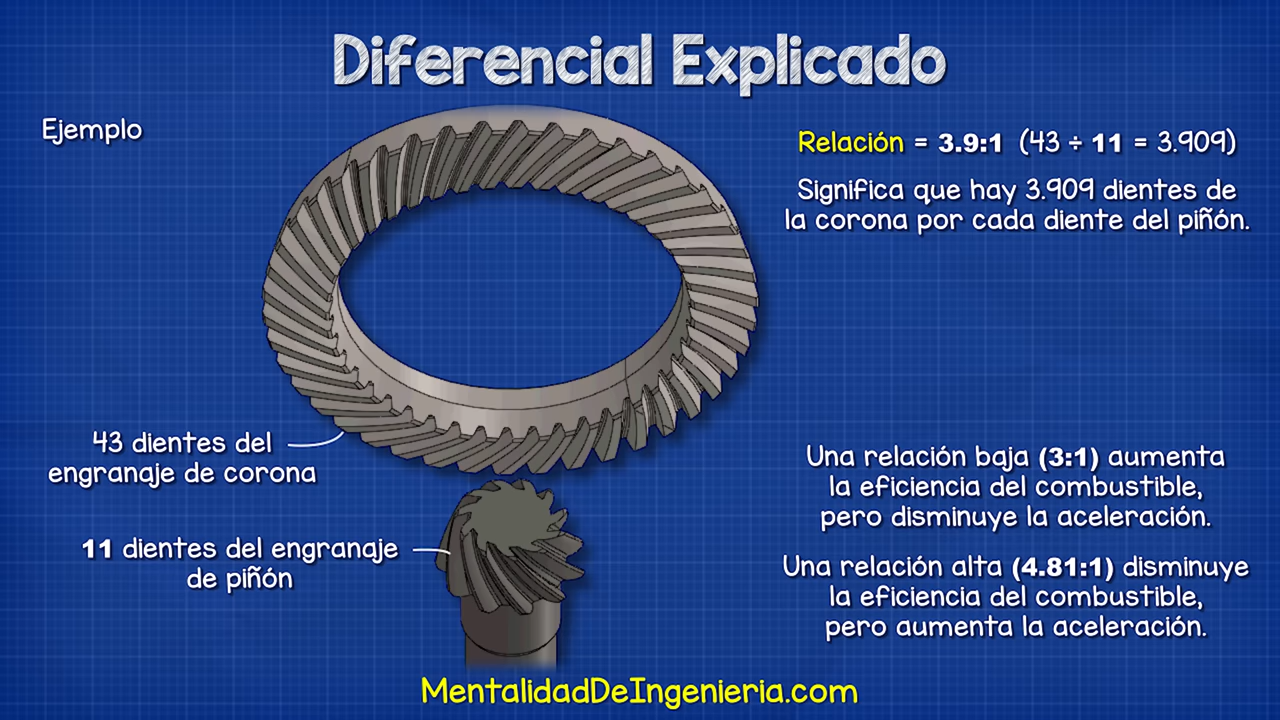 Diferencial Explicado
Ejemplo
Relación = 3.9:1 (43 ÷ 11 = 3.909)
Significa que hay 3.909 dientes de
la corona por cada diente del piñón.
43 dientes del
engranaje de corona
11 dientes del engranaje
de piñón
Una relación baja (3:1) aumenta
la eficiencia del combustible,
pero disminuye la aceleración.
Una relación alta (4.81:1) disminuye
la eficiencia del combustible,
pero aumenta la aceleración.
MentalidadDeIngenieria.com